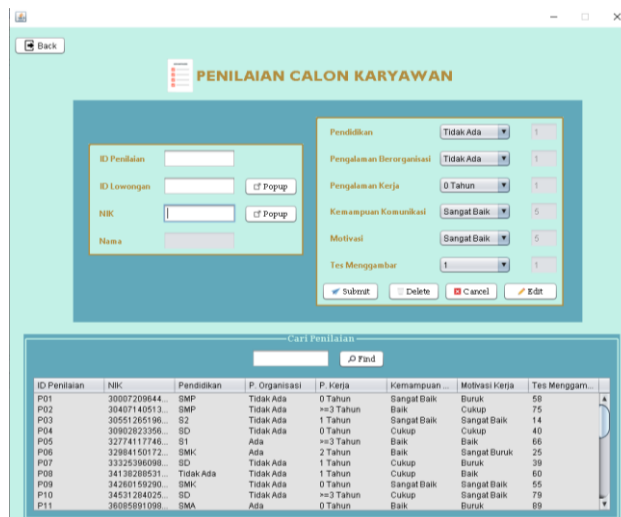 Back
PENILAIAN CALON KARYAWAN
ID Penilaian
ID Lowongan Popup
NIK Popup
Nama
Pendidikan Tidak Ada 1
Pengalaman Berorganisasi Tidak Ada 1
Pengalaman Kerja 0 Tahun 1
Kemampuan Komunikasi Sangat Baik 5
Motivasi Sangat Baik 5
Tes Menggambar 1 1
Submit Delete Cancel Edit
Cari Penilaian
Find
ID Penilaian NIK Pendidikan P. Organisasi P. Kerja Kemampuan ... Motivasi Kerja Tes Menggam...
P01 30007209644... SMP Tidak Ada 0 Tahun Sangat Baik Buruk 58
P02 30407140513... SMP Tidak Ada >=3 Tahun Baik Cukup 75
P03 30551265196... S2 Tidak Ada 1 Tahun Sangat Baik Sangat Baik 14
P04 30902823356... SD Tidak Ada 0 Tahun Cukup Cukup 40
P05 32774117746... S1 Ada >=3 Tahun Baik Baik 66
P06 32984150172... SMK Ada 2 Tahun Baik Sangat Buruk 25
P07 33325396098... SD Tidak Ada 1 Tahun Cukup Buruk 39
P08 34138288531... Tidak Ada Tidak Ada 1 Tahun Cukup Baik 60
P09 34260159290... SMK Tidak Ada 0 Tahun Sangat Baik Sangat Baik 55
P10 34531284025... SD Tidak Ada >=3 Tahun Cukup Sangat Baik 79
P11 36085891098... SMA Ada 0 Tahun Baik Buruk 89